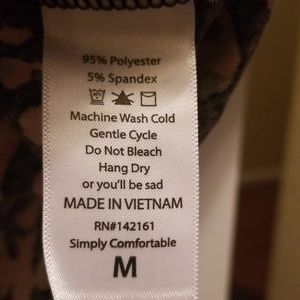 95% Polyester
5% Spandex
Machine Wash Cold
Gentle Cycle
Do Not Bleach
Hang Dry
or you'll be sad
MADE IN VIETNAM
RN#142161
Simply Comfortable
M